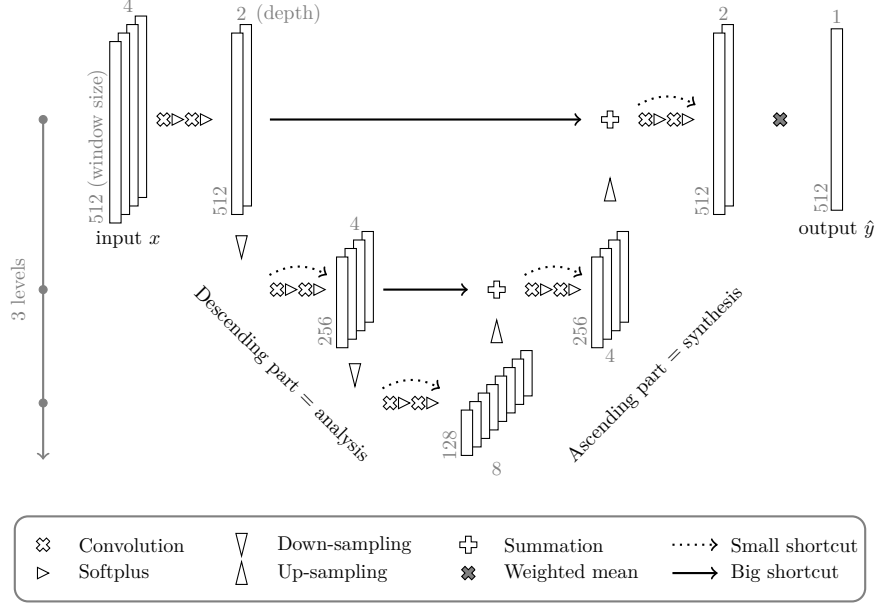 4
2 (depth)
2
1
512 (window size)
512
512
512
input x
output ŷ
3 levels
4
256
256
4
Descending part = analysis
Ascending part = synthesis
128
8
Convolution
Down-sampling
Summation
Small shortcut
Softplus
Up-sampling
Weighted mean
Big shortcut